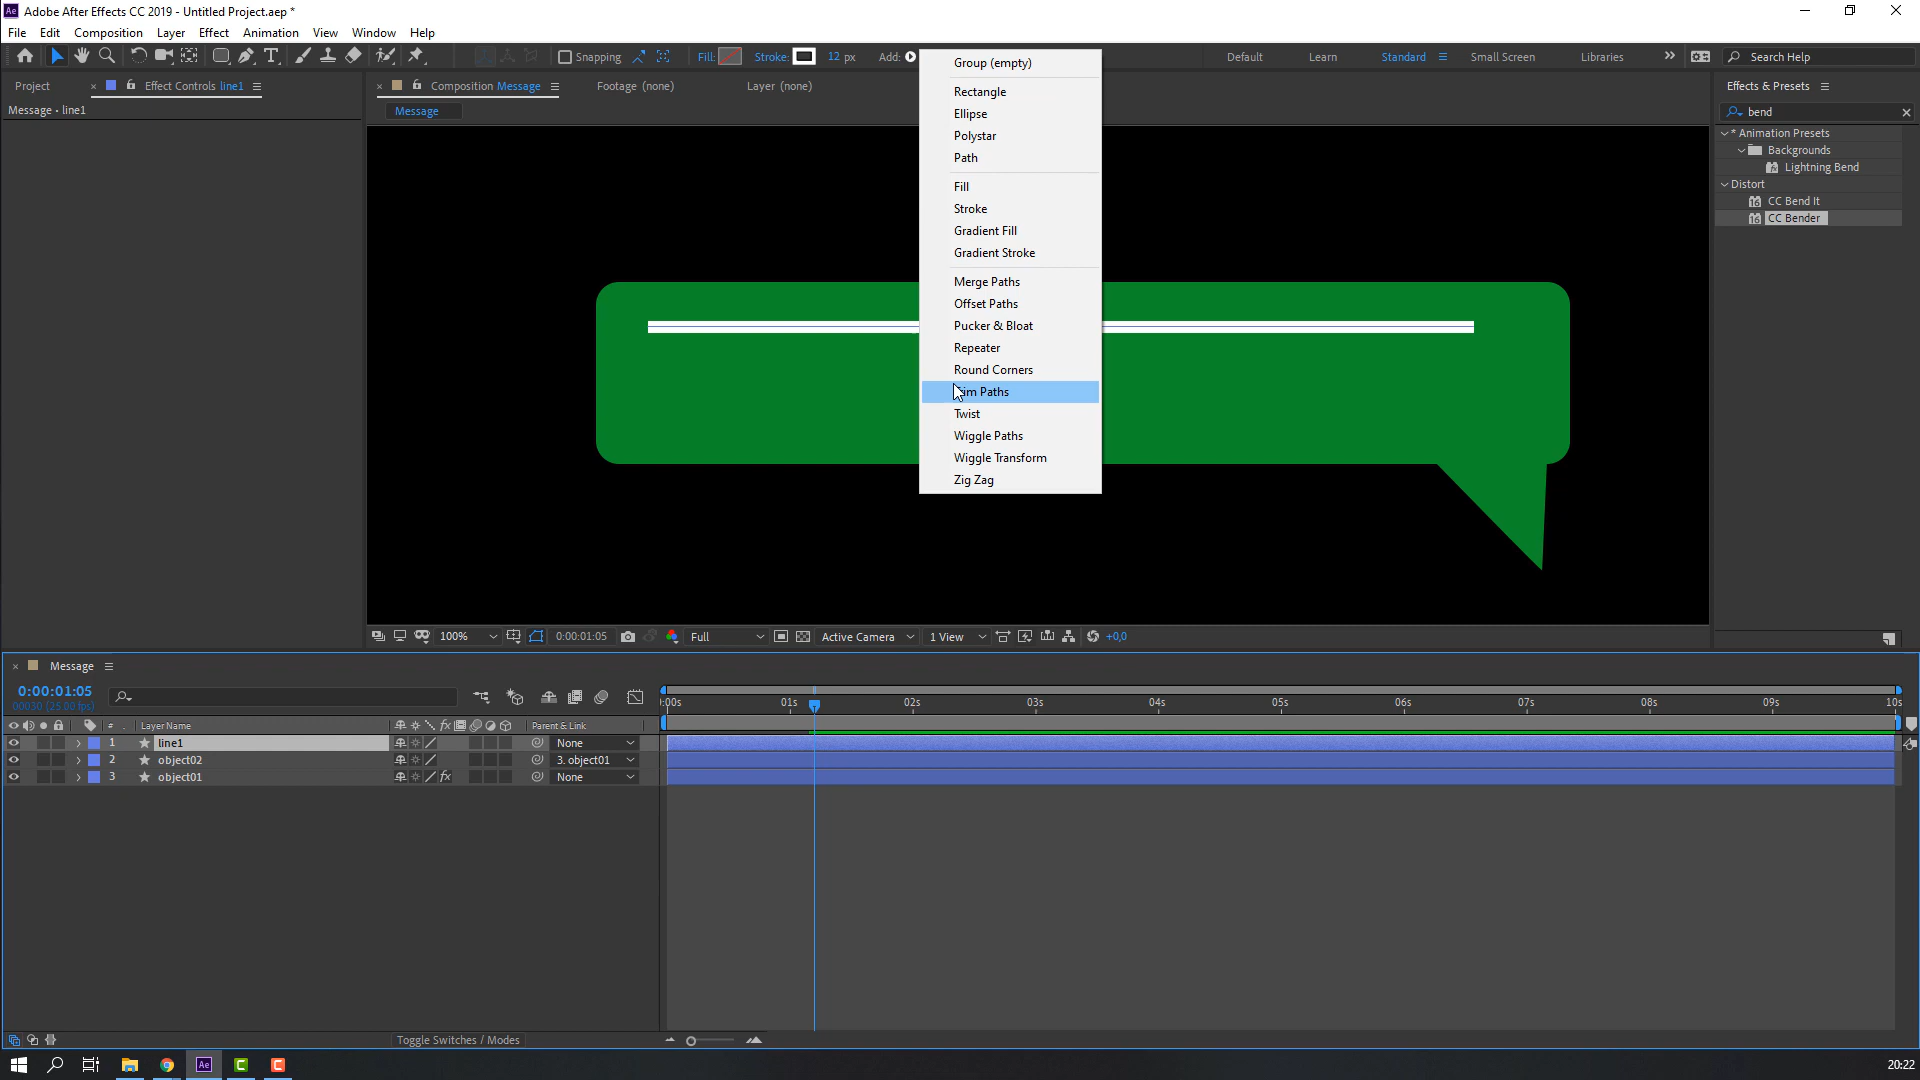 Adobe After Effects CC 2019 - Untitled Project.aep *
File Edit Composition Layer Effect Animation View Window Help
Snapping Fill: Stroke: 12 px Add: Default Learn Standard Small Screen Libraries Search Help
Project Effect Controls line1 Composition Message Footage (none) Layer (none) Effects & Presets
Message • line1
Message
bend
* Animation Presets
Backgrounds
Lightning Bend
Distort
CC Bend It
CC Bender
Group (empty)
Rectangle
Ellipse
Polystar
Path
Fill
Stroke
Gradient Fill
Gradient Stroke
Merge Paths
Offset Paths
Pucker & Bloat
Repeater
Round Corners
Trim Paths
Twist
Wiggle Paths
Wiggle Transform
Zig Zag
100% 0:00:01:05 Full Active Camera 1 View +0,0
Message
0:00:01:05
00030 (25.00 fps)
:00s 01s 02s 03s 04s 05s 06s 07s 08s 09s 10s
# Layer Name Parent & Link
1 line1 None
2 object02 3. object01
3 object01 fx None
Toggle Switches / Modes
20:22